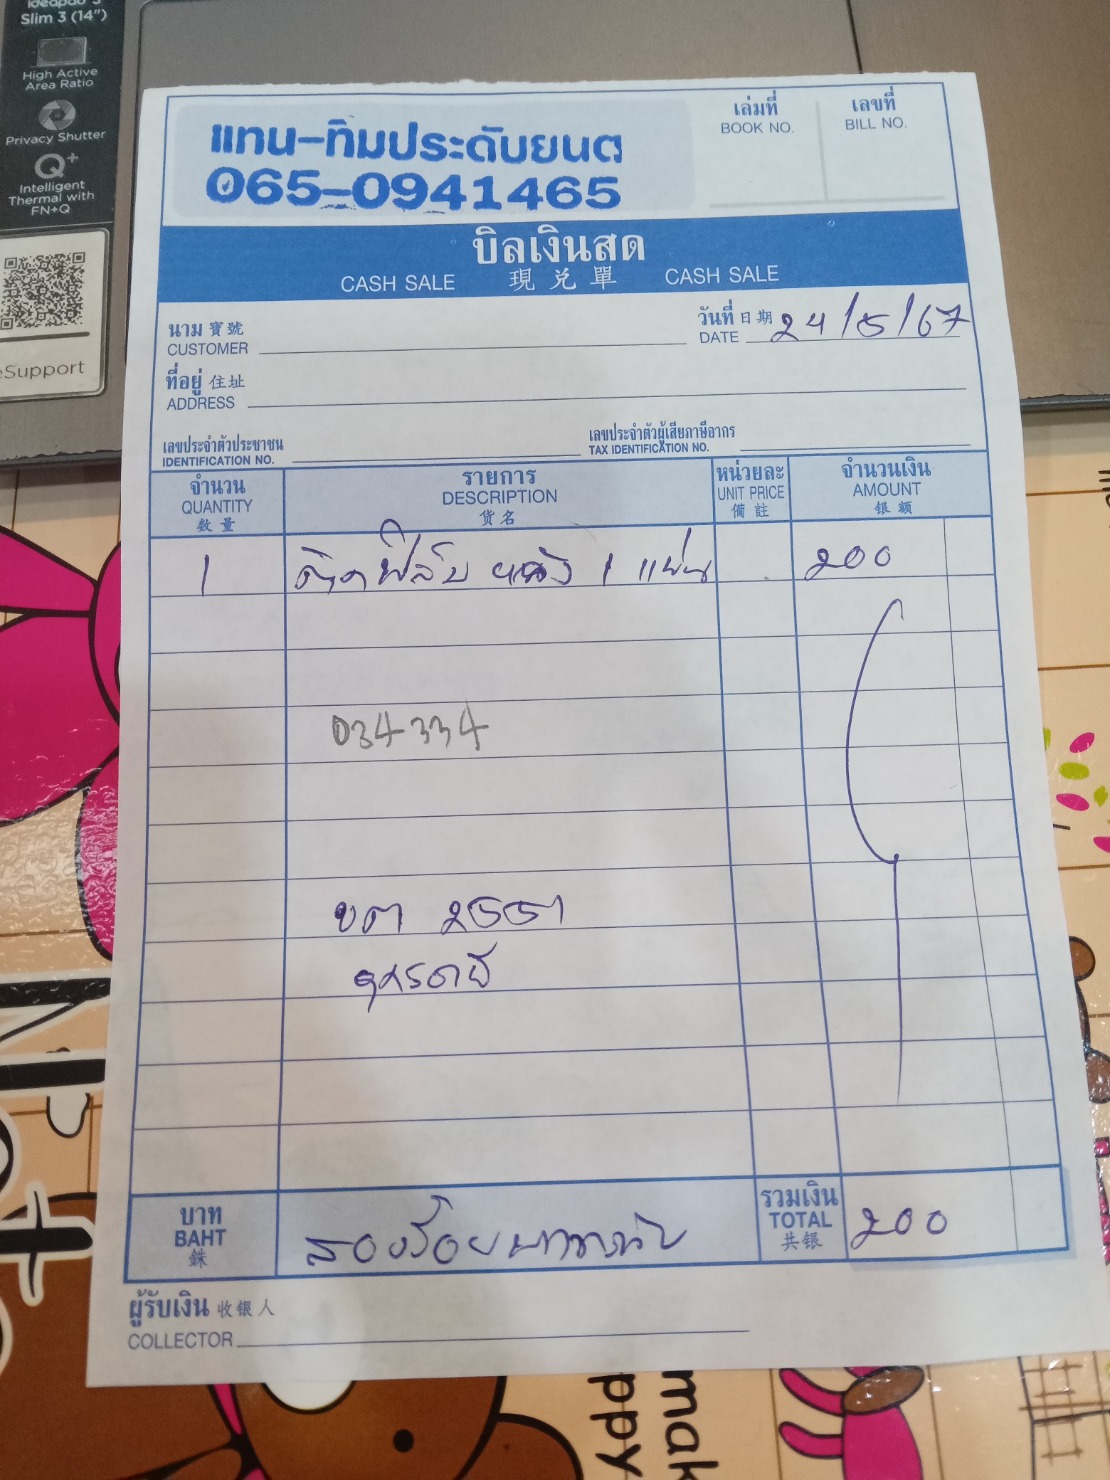 ideapad 3
Slim 3 (14")
High Active
Area Ratio
Privacy Shutter
Q+
Intelligent
Thermal with
FN+Q
eSupport
แทน-ทิมประดับยนต
065-0941465
เล่มที่ เลขที่
BOOK NO. BILL NO.
บิลเงินสด
CASH SALE 現兑單 CASH SALE
นาม 寳號
CUSTOMER
วันที่ 日期
DATE 24/5/67
ที่อยู่ 住址
ADDRESS
เลขประจำตัวประชาชน
IDENTIFICATION NO.
เลขประจำตัวผู้เสียภาษีอากร
TAX IDENTIFICATION NO.
จำนวน รายการ หน่วยละ จำนวนเงิน
QUANTITY DESCRIPTION UNIT PRICE AMOUNT
数量 货名 備註 银额
1 ติดฟิล์ม หลัง 1 แผ่น 200
034334
ขต 2551
อุดรธานี
บาท
BAHT
銖
สองร้อยบาทถ้วน
รวมเงิน
TOTAL
共银
200
ผู้รับเงิน 收银人
COLLECTOR
mak
ppy